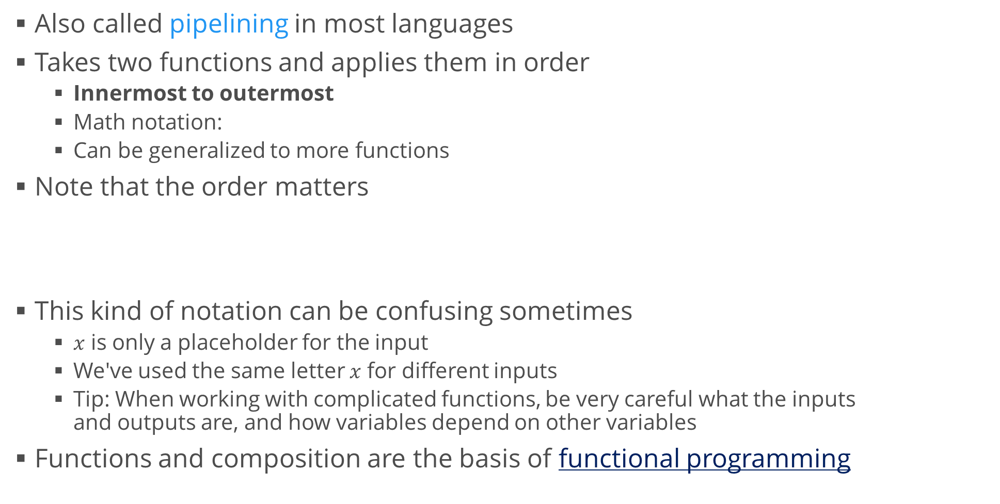 ▪ Also called pipelining in most languages
▪ Takes two functions and applies them in order
▪ Innermost to outermost
▪ Math notation:
▪ Can be generalized to more functions
▪ Note that the order matters
▪ This kind of notation can be confusing sometimes
▪ x is only a placeholder for the input
▪ We've used the same letter x for different inputs
▪ Tip: When working with complicated functions, be very careful what the inputs
and outputs are, and how variables depend on other variables
▪ Functions and composition are the basis of functional programming